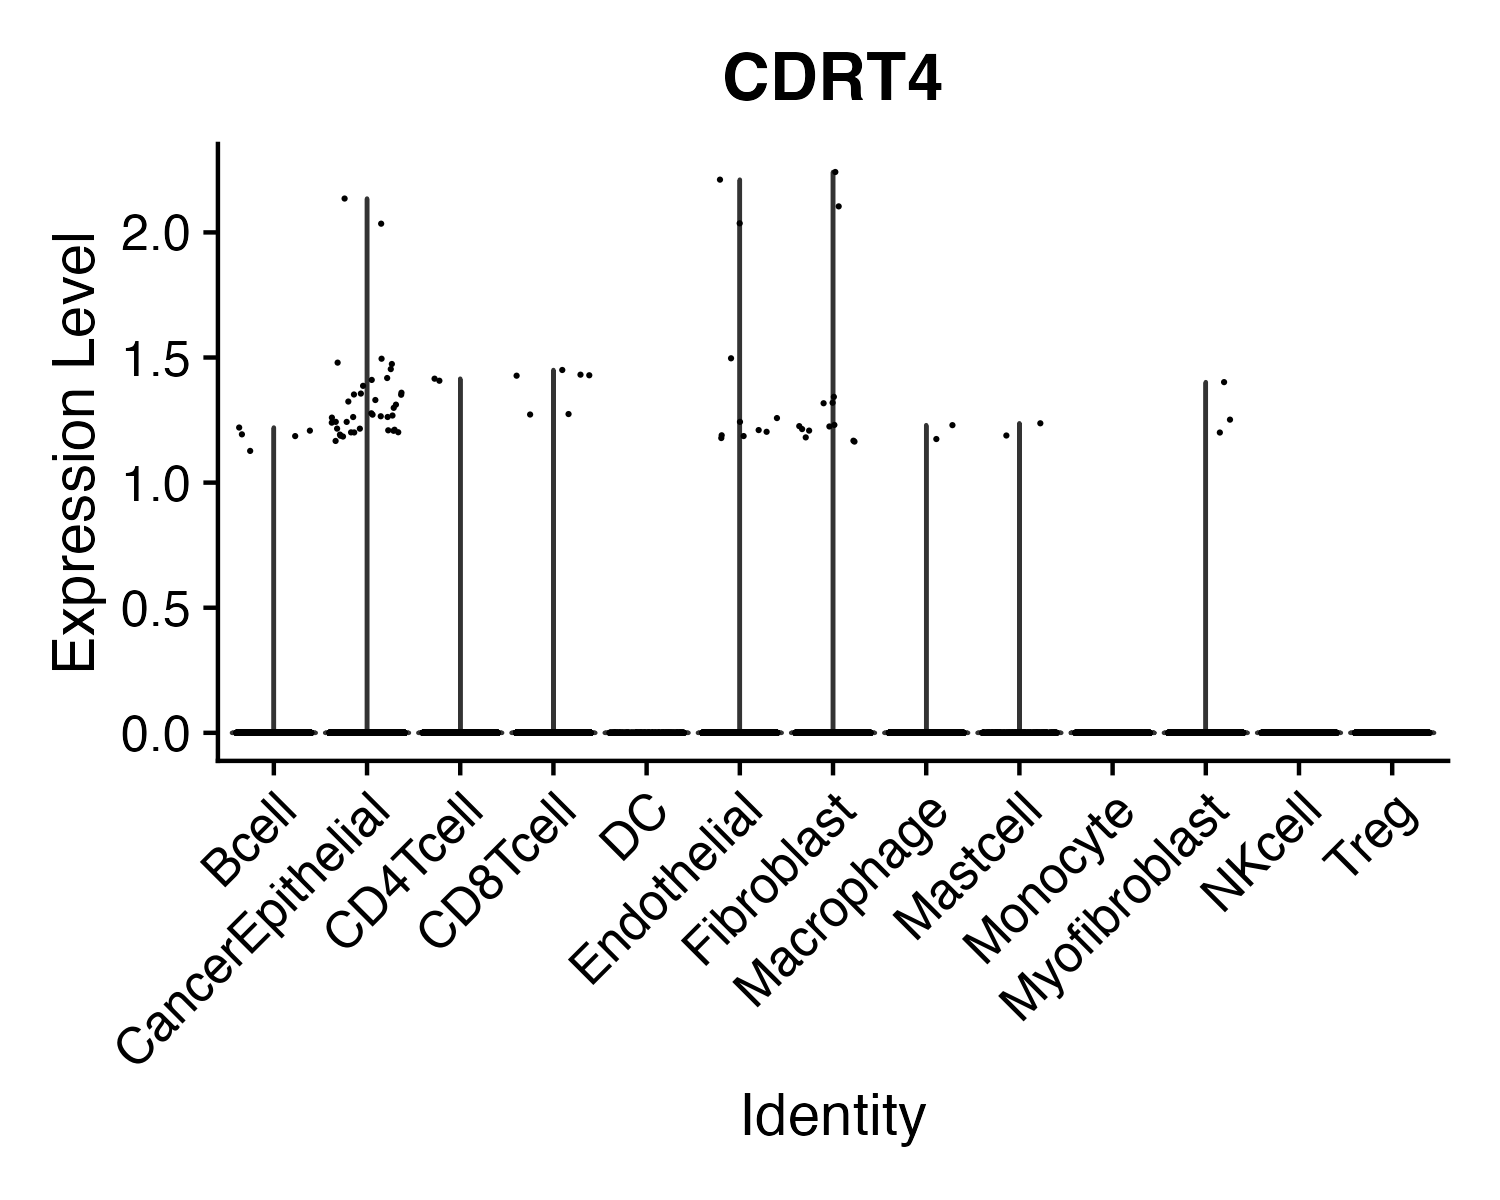 CDRT4
Expression Level
2.0
1.5
1.0
0.5
0.0
Bcell
CancerEpithelial
CD4Tcell
CD8Tcell
DC
Endothelial
Fibroblast
Macrophage
Mastcell
Monocyte
Myofibroblast
NKcell
Treg
Identity